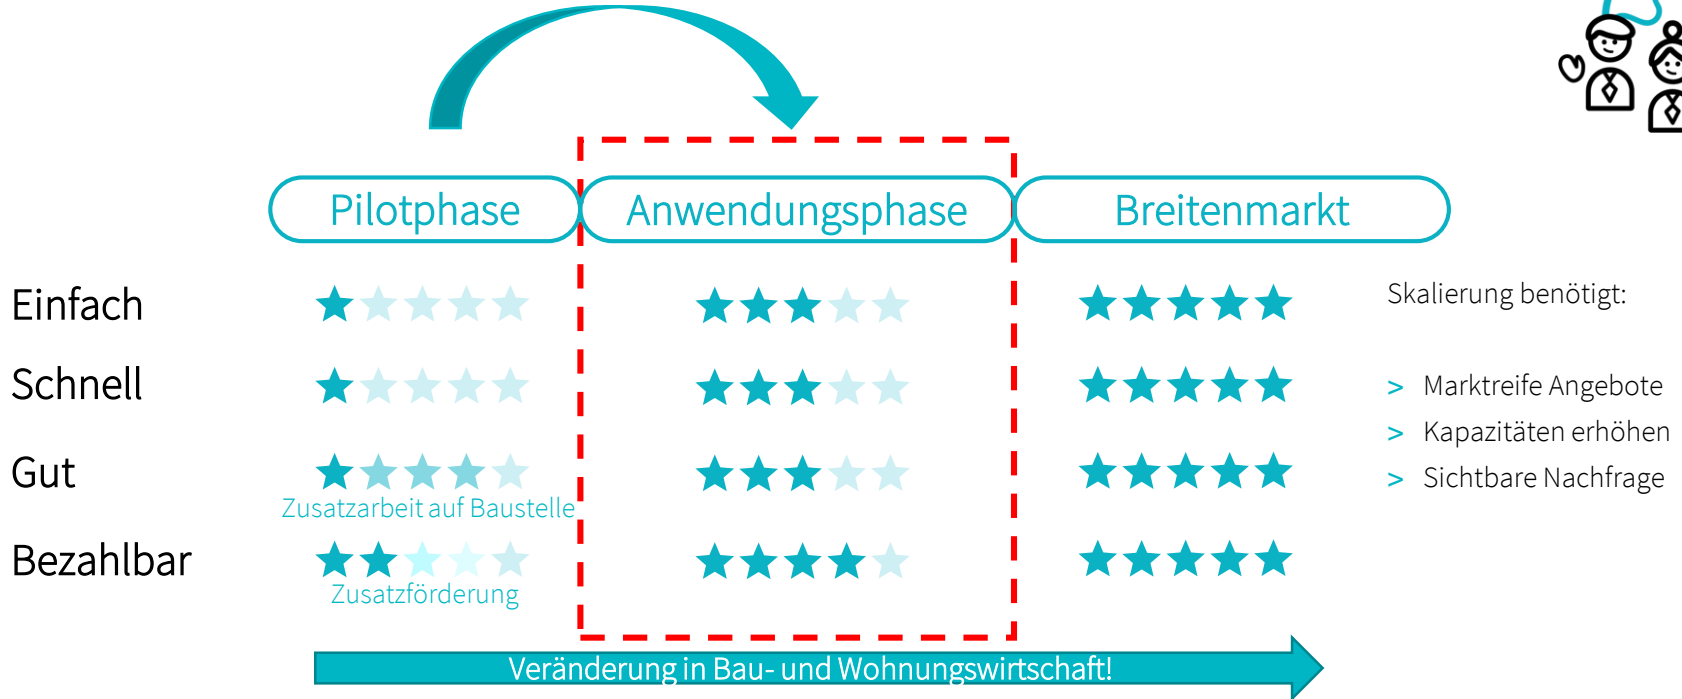 Pilotphase
Anwendungsphase
Breitenmarkt
Einfach
Skalierung benötigt:
Schnell
> Marktreife Angebote
> Kapazitäten erhöhen
Gut
> Sichtbare Nachfrage
Zusatzarbeit auf Baustelle
Bezahlbar
Zusatzförderung
Veränderung in Bau- und Wohnungswirtschaft!